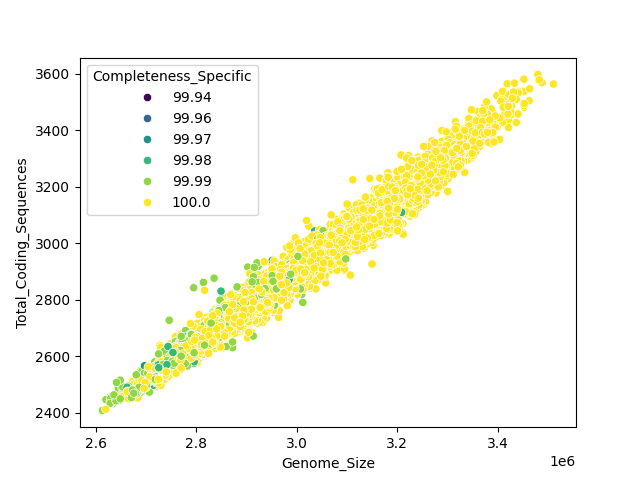 Completeness_Specific
99.94
99.96
99.97
99.98
99.99
100.0
Total_Coding_Sequences
3600
3400
3200
3000
2800
2600
2400
2.6 2.8 3.0 3.2 3.4
1e6
Genome_Size